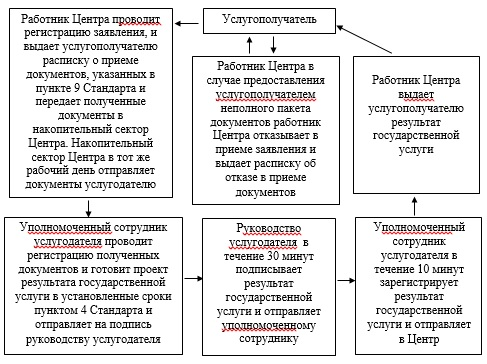 Услугополучатель
Работник Центра проводит
регистрацию заявления, и
выдает услугополучателю
расписку о приеме
документов, указанных в
пункте 9 Стандарта и
передает полученные
документы в
накопительный сектор
Центра. Накопительный
сектор Центра в тот же
рабочий день отправляет
документы услугодателю
Работник Центра в
случае предоставления
услугополучателем
неполного пакета
документов работник
Центра отказывает в
приеме заявления и
выдает расписку об
отказе в приеме
документов
Работник Центра
выдает
услугополучателю
результат
государственной
услуги
Уполномоченный сотрудник
услугодателя проводит
регистрацию полученных
документов и готовит проект
результата государственной
услуги в установленные сроки
пунктом 4 Стандарта и
отправляет на подпись
руководству услугодателя
Руководство
услугодателя в
течение 30 минут
подписывает
результат
государственной
услуги и отправляет
уполномоченному
сотруднику
Уполномоченный
сотрудник
услугодателя в
течение 10 минут
зарегистрирует
результат
государственной
услуги и отправляет
в Центр